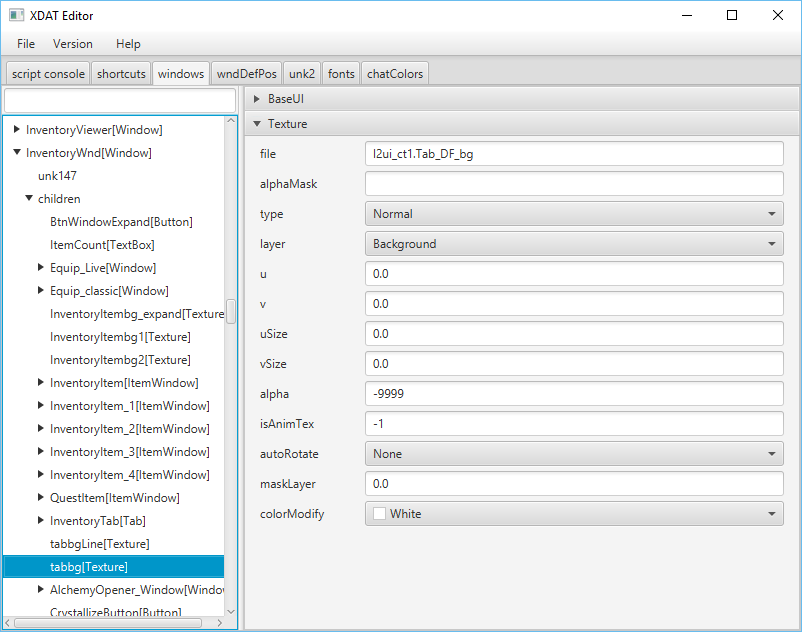 XDAT Editor
File Version Help
script console shortcuts windows wndDefPos unk2 fonts chatColors
InventoryViewer[Window]
InventoryWnd[Window]
unk147
children
BtnWindowExpand[Button]
ItemCount[TextBox]
Equip_Live[Window]
Equip_classic[Window]
InventoryItembg_expand[Texture
InventoryItembg1[Texture]
InventoryItembg2[Texture]
InventoryItem[ItemWindow]
InventoryItem_1[ItemWindow]
InventoryItem_2[ItemWindow]
InventoryItem_3[ItemWindow]
InventoryItem_4[ItemWindow]
QuestItem[ItemWindow]
InventoryTab[Tab]
tabbgLine[Texture]
tabbg[Texture]
AlchemyOpener_Window[Windo
CrystallizeButton[Button]
BaseUI
Texture
file l2ui_ct1.Tab_DF_bg
alphaMask
type Normal
layer Background
u 0.0
v 0.0
uSize 0.0
vSize 0.0
alpha -9999
isAnimTex -1
autoRotate None
maskLayer 0.0
colorModify White